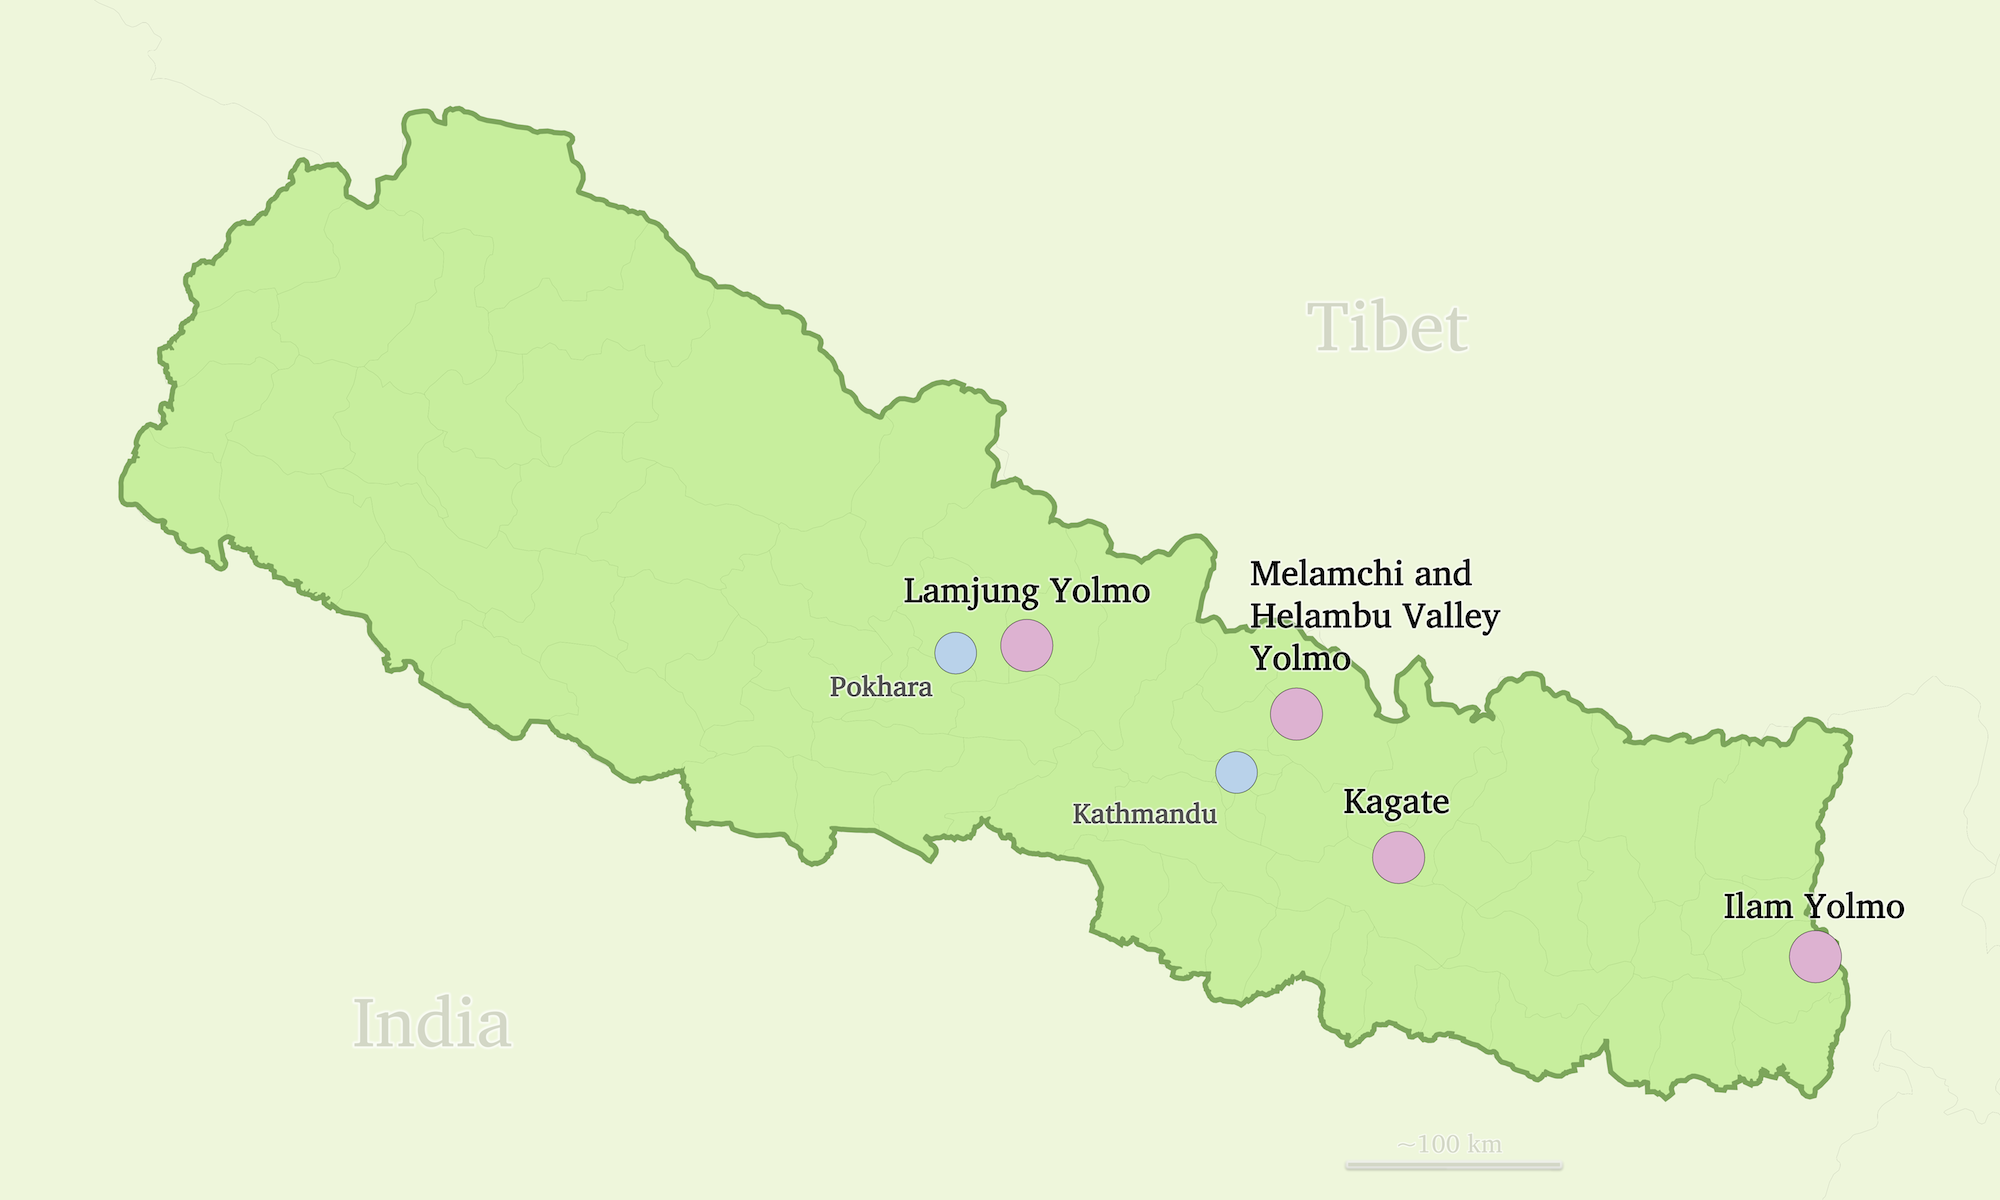 Tibet
Melamchi and
Helambu Valley
Yolmo
Lamjung Yolmo
Pokhara
Kathmandu
Kagate
Ilam Yolmo
India
~100 km